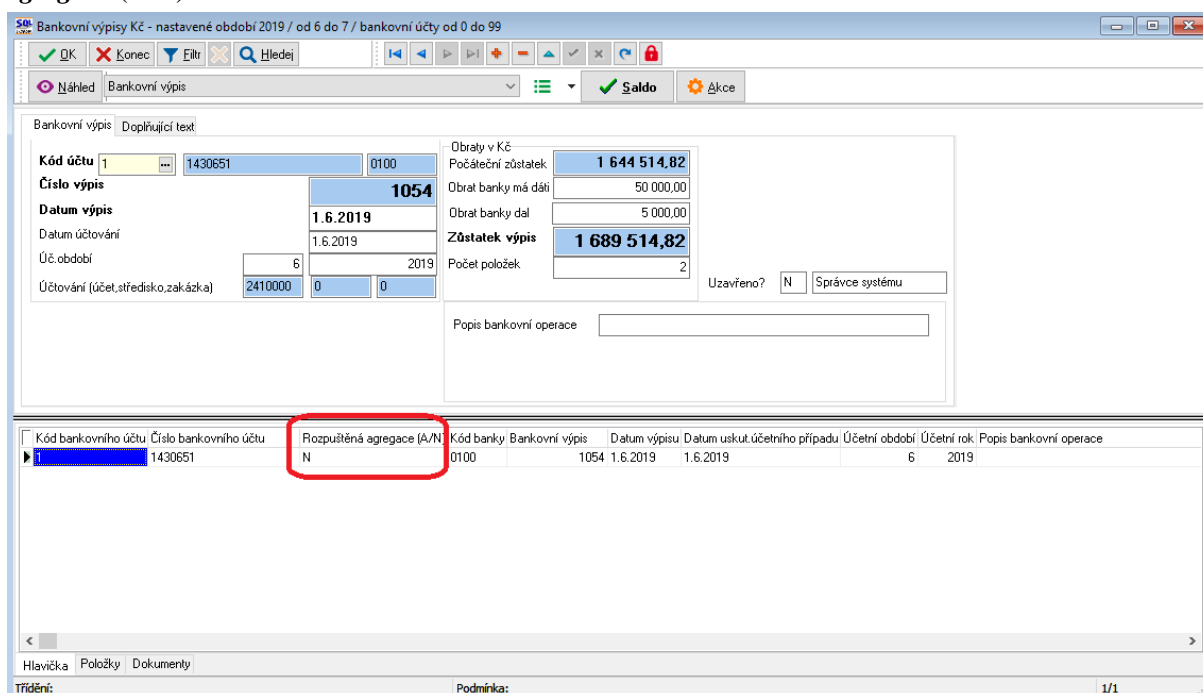 Bankovní výpisy Kč - nastavené období 2019 / od 6 do 7 / bankovní účty od 0 do 99
OK Konec Filtr Hledej
Náhled Bankovní výpis Saldo Akce
Bankovní výpis Doplňující text
Kód účtu 1 ... 1430651 0100
Číslo výpis 1054
Datum výpis 1.6.2019
Datum účtování 1.6.2019
Úč.období 6 2019
Účtování (účet,středisko,zakázka) 2410000 0 0
Obraty v Kč
Počáteční zůstatek 1 644 514,82
Obrat banky má dáti 50 000,00
Obrat banky dal 5 000,00
Zůstatek výpis 1 689 514,82
Počet položek 2
Uzavřeno? N Správce systému
Popis bankovní operace
Kód bankovního účtu Číslo bankovního účtu Rozpuštěná agregace (A/N) Kód banky Bankovní výpis Datum výpisu Datum uskut.účetního případu Účetní období Účetní rok Popis bankovní operace
1 1430651 N 0100 1054 1.6.2019 1.6.2019 6 2019
Hlavička Položky Dokumenty
Třídění: Podmínka: 1/1